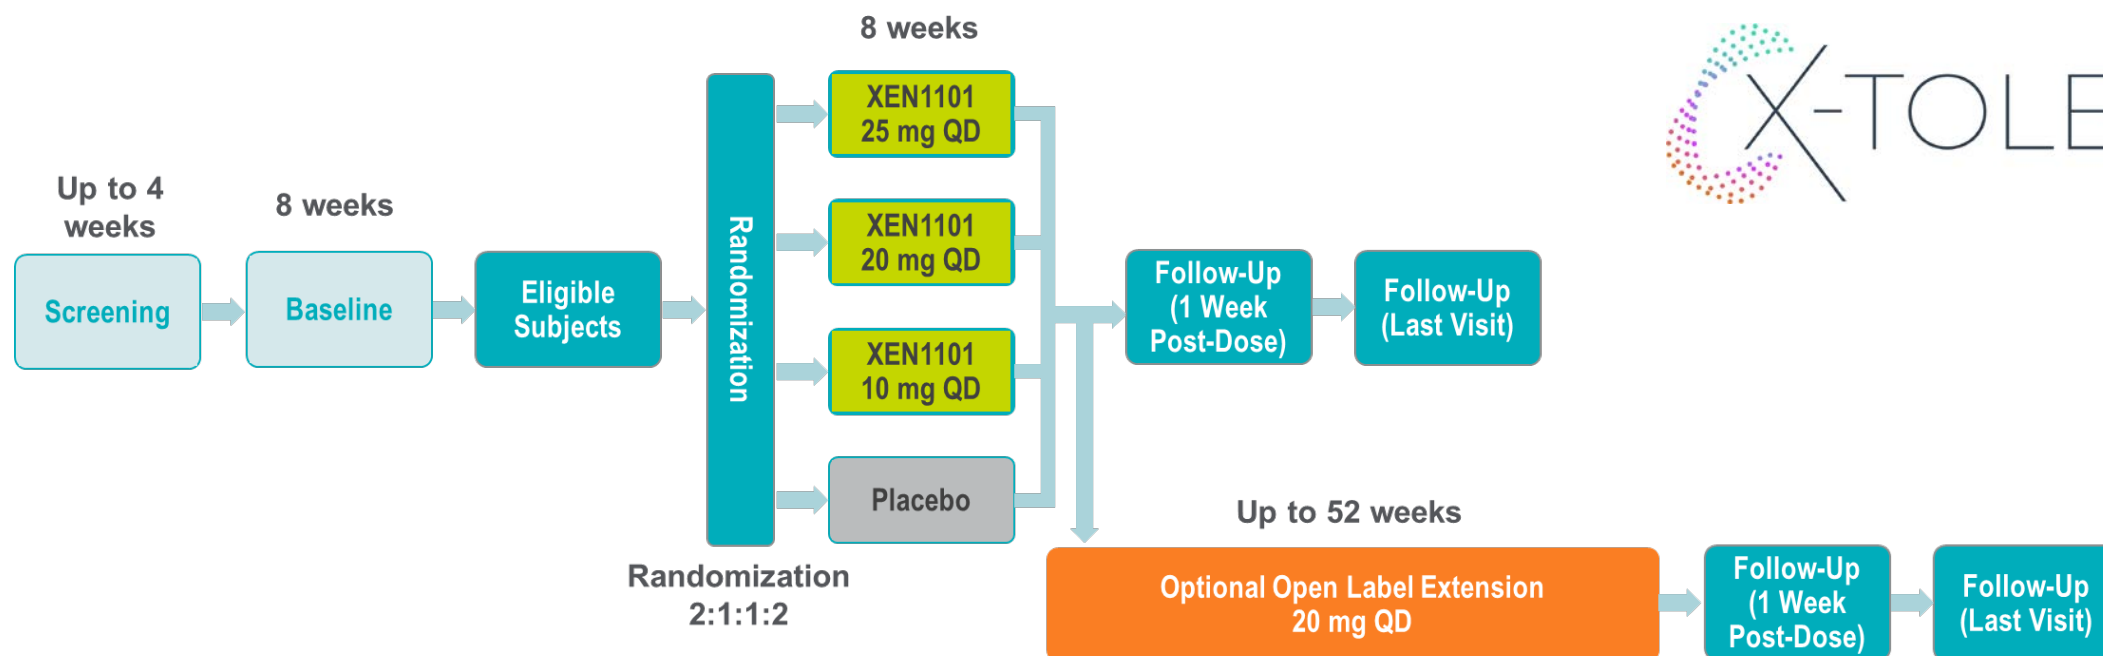 8 weeks
X-TOLE
Up to 4
weeks
8 weeks
Screening
Baseline
Eligible
Subjects
Randomization
XEN1101
25 mg QD
XEN1101
20 mg QD
XEN1101
10 mg QD
Placebo
Randomization
2:1:1:2
Follow-Up
(1 Week
Post-Dose)
Follow-Up
(Last Visit)
Up to 52 weeks
Optional Open Label Extension
20 mg QD
Follow-Up
(1 Week
Post-Dose)
Follow-Up
(Last Visit)